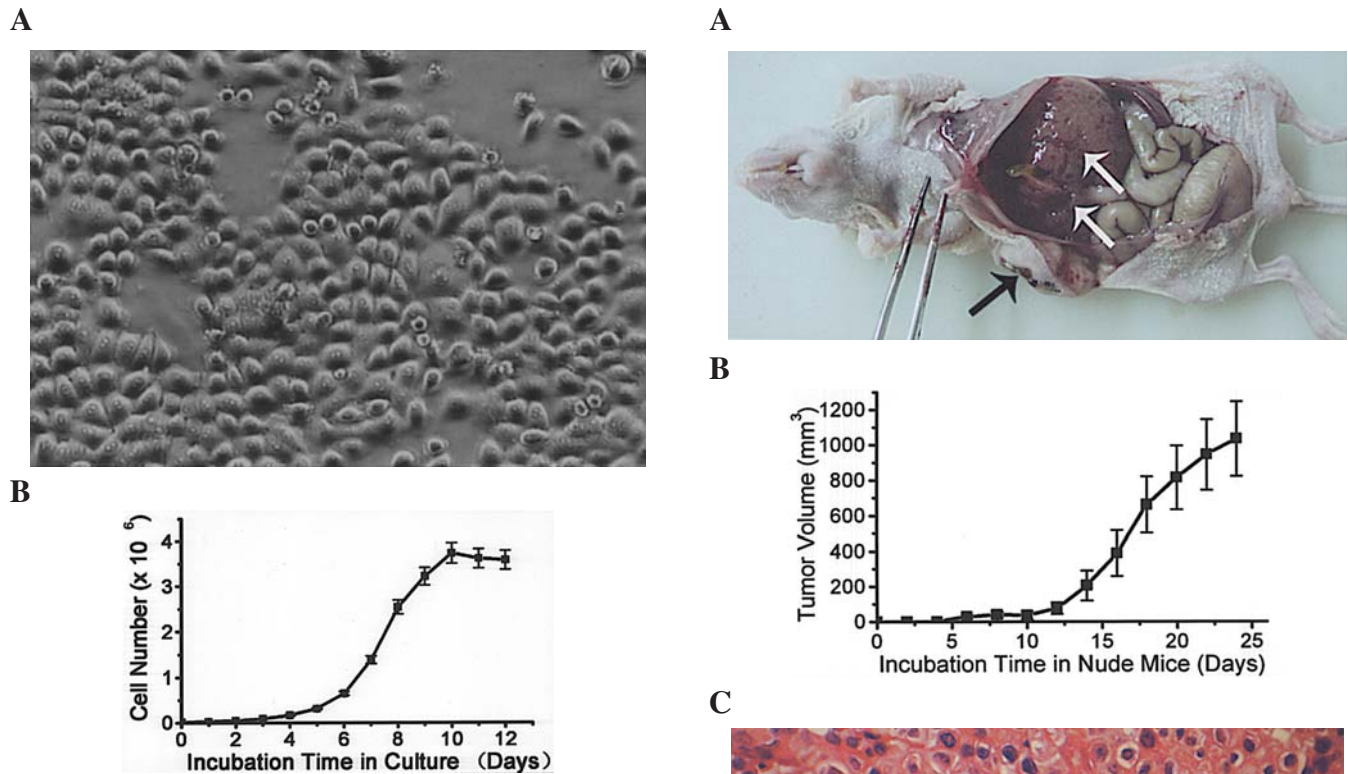 A
B
Cell Number (x 10 6)
4
3
2
1
0
0 2 4 6 8 10 12
Incubation Time in Culture (Days)
A
B
Tumor Volume (mm3)
1200
1000
800
600
400
200
0
0 5 10 15 20 25
Incubation Time in Nude Mice (Days)
C